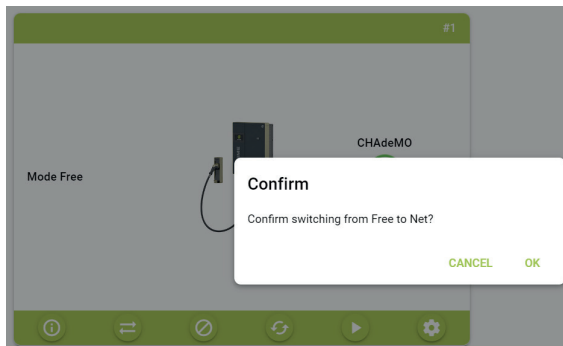 #1
CHAdeMO
Mode Free
Confirm
Confirm switching from Free to Net?
CANCEL OK